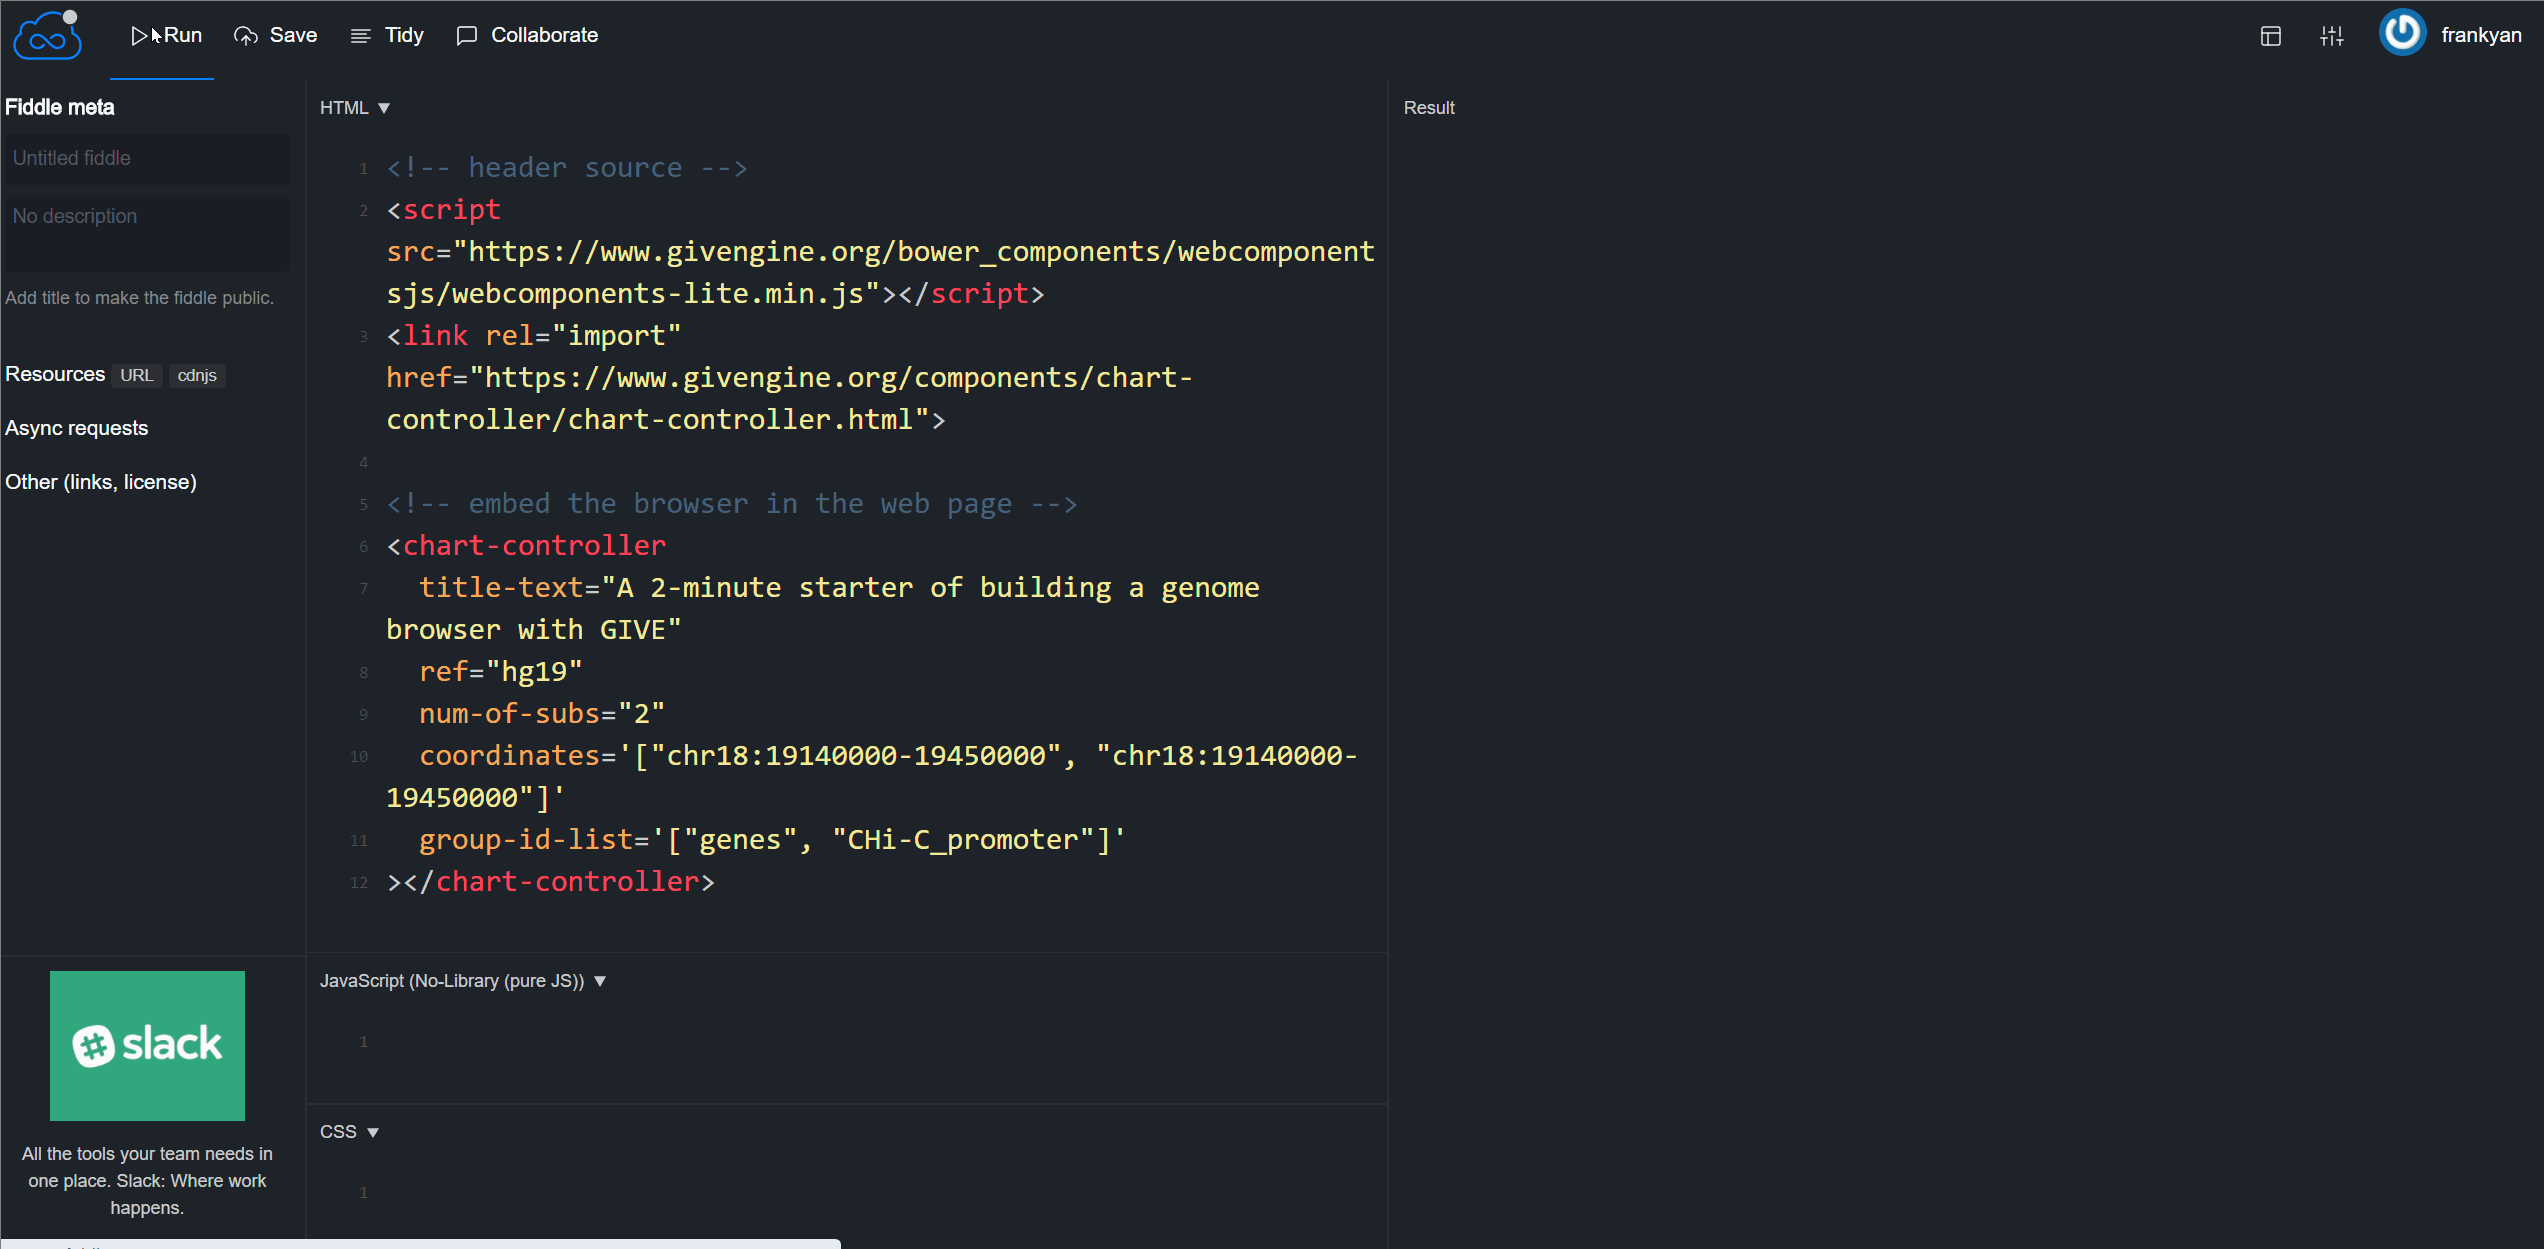 Run
Save
Tidy
Collaborate
frankyan
Fiddle meta
Untitled fiddle
No description
Add title to make the fiddle public.
Resources URL cdnjs
Async requests
Other (links, license)
slack
All the tools your team needs in
one place. Slack: Where work
happens.
HTML ▼
1 <!-- header source -->
2 <script
src="https://www.givengine.org/bower_components/webcomponent
sjs/webcomponents-lite.min.js"></script>
3 <link rel="import"
href="https://www.givengine.org/components/chart-
controller/chart-controller.html">
4
5 <!-- embed the browser in the web page -->
6 <chart-controller
7 title-text="A 2-minute starter of building a genome
browser with GIVE"
8 ref="hg19"
9 num-of-subs="2"
10 coordinates='["chr18:19140000-19450000", "chr18:19140000-
19450000"]'
11 group-id-list='["genes", "CHi-C_promoter"]'
12 ></chart-controller>
JavaScript (No-Library (pure JS)) ▼
1
CSS ▼
1
Result